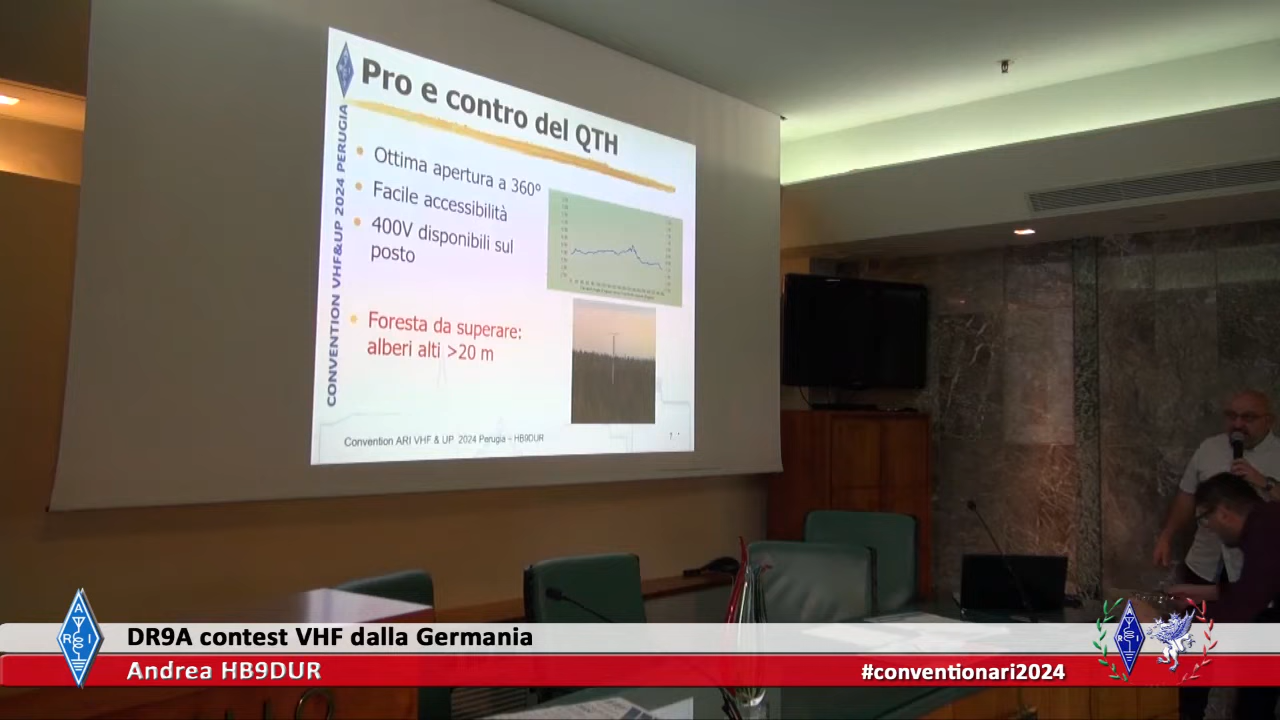 Pro e contro del QTH
CONVENTION VHF&UP 2024 PERUGIA
Ottima apertura a 360°
Facile accessibilità
400V disponibili sul
posto
Foresta da superare:
alberi alti >20 m
Convention ARI VHF & UP 2024 Perugia – HB9DUR
DR9A contest VHF dalla Germania
Andrea HB9DUR
#conventionari2024
A
R I